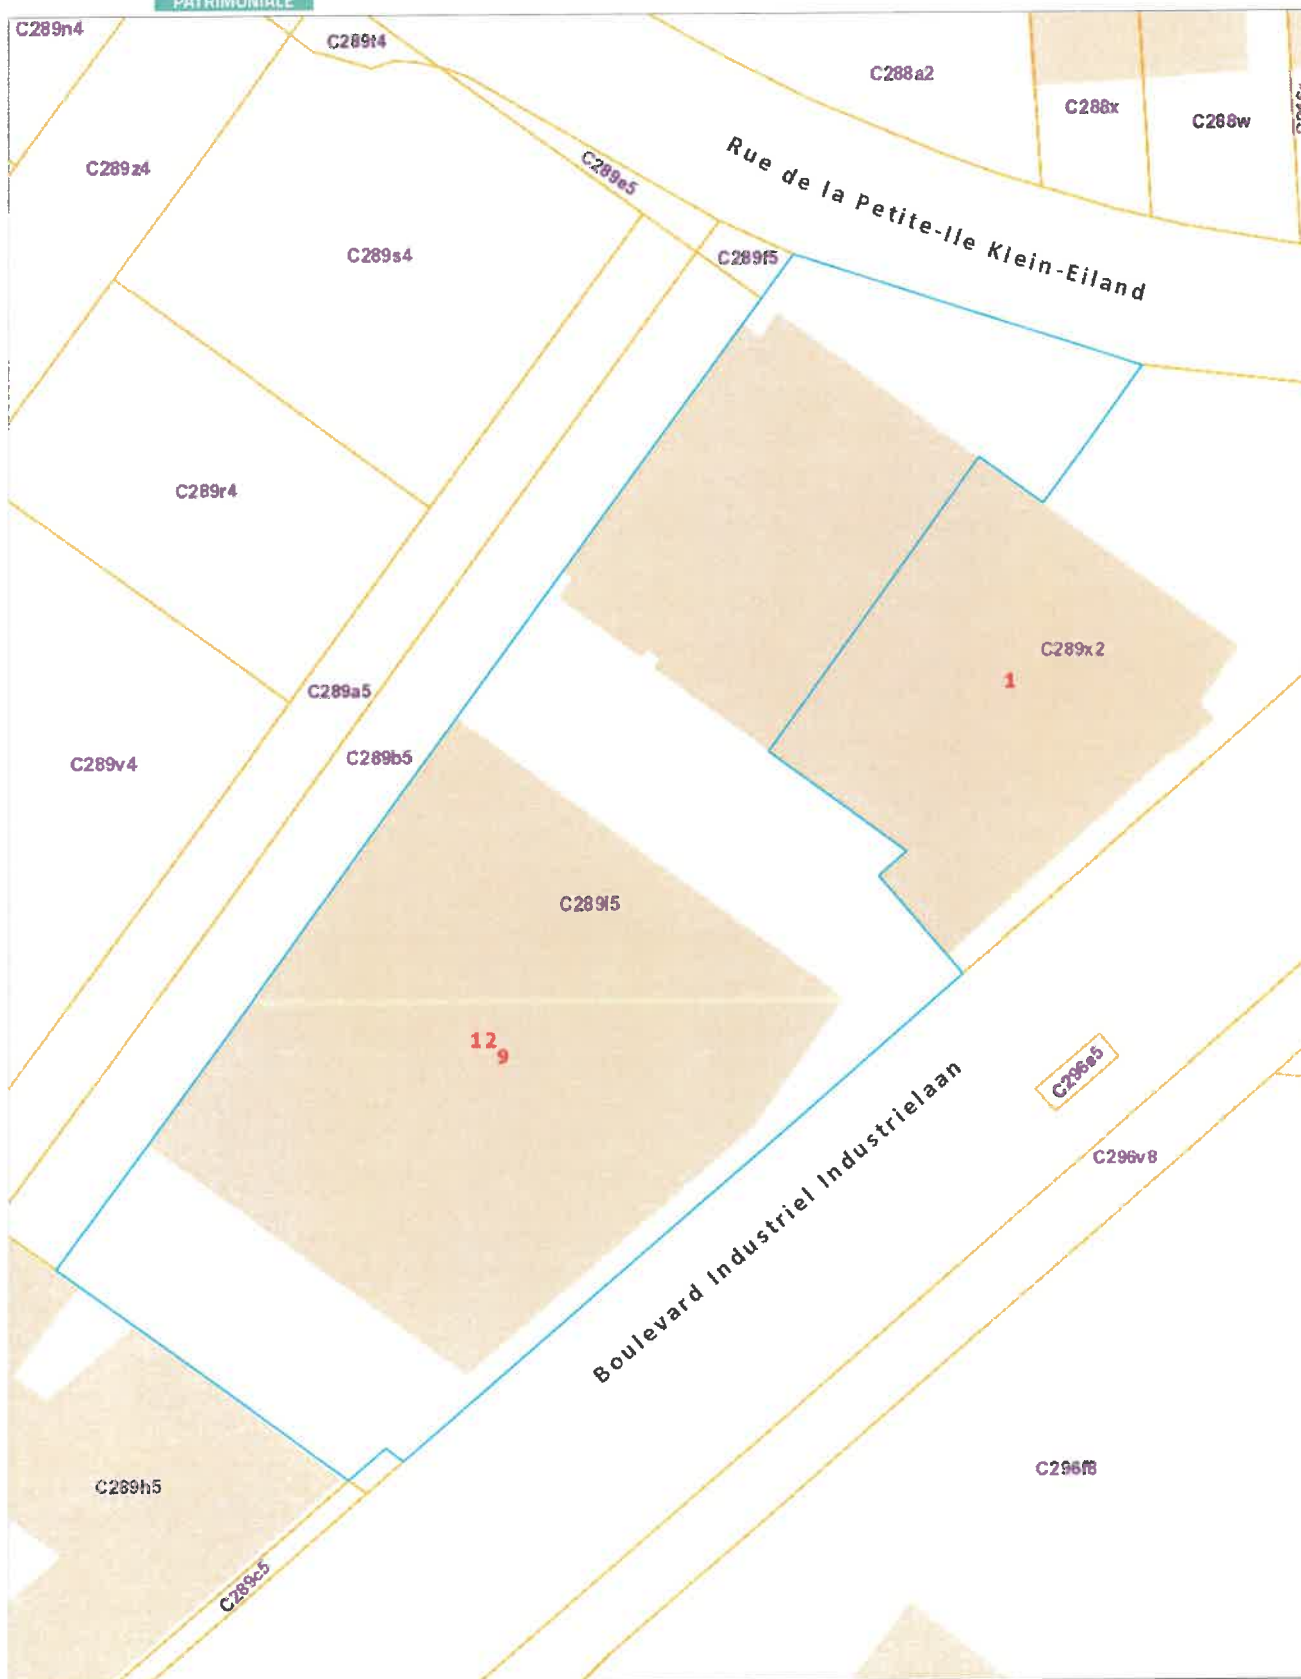 PATRIMONIALE
C289n4
C289t4
C288a2
C288x
C288w
C289z4
C289e5
Rue de la Petite-Ile Klein-Eiland
C289s4
C289f5
C289r4
C289x2
1
C289a5
C289b5
C289v4
C289l5
12
9
C296e5
C296v8
Boulevard Industriel Industrielaan
C296f8
C289h5
C289c5